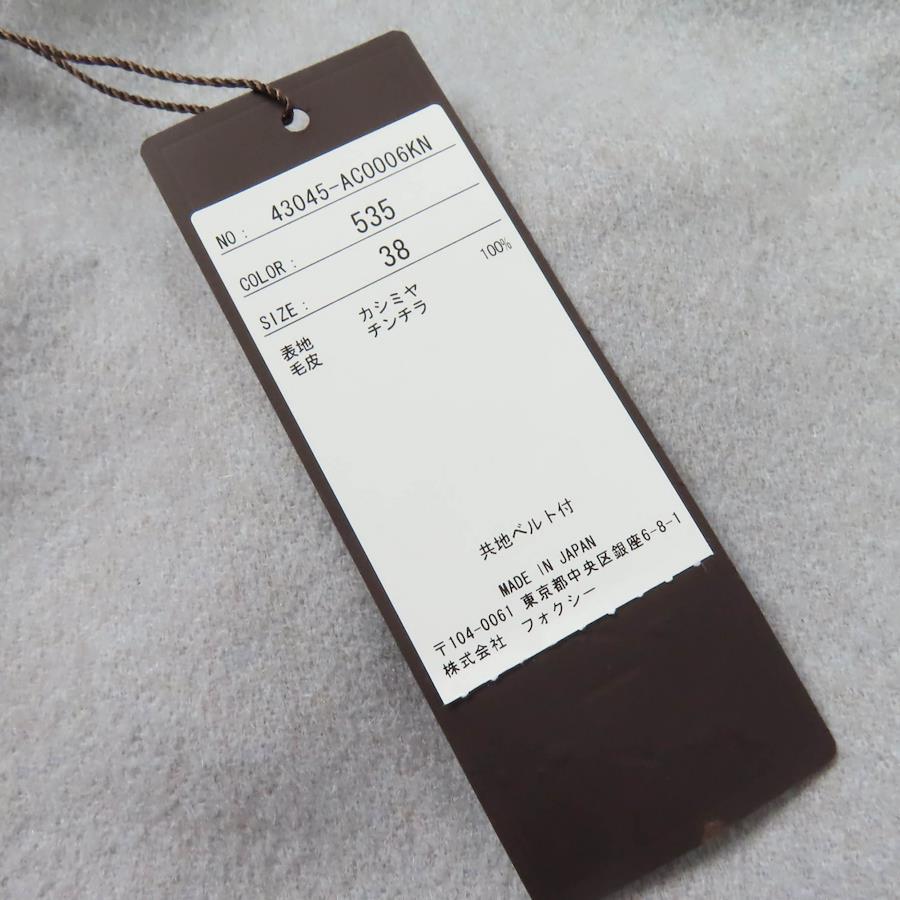 NO: 43045-AC0006KN
COLOR: 535
SIZE: 38
表地 カシミヤ 100%
毛皮 チンチラ
共地ベルト付
MADE IN JAPAN
〒104-0061 東京都中央区銀座6-8-1
株式会社 フォクシー